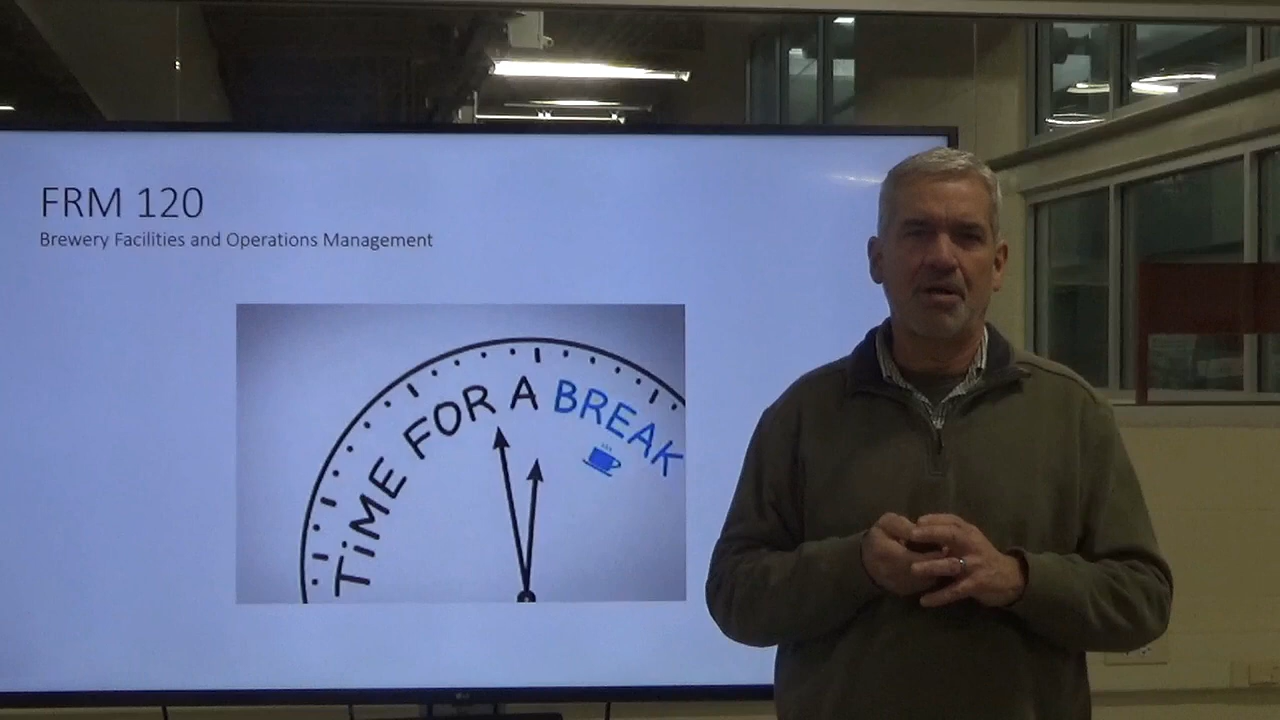 FRM 120
Brewery Facilities and Operations Management
TiME FOR A BREAK